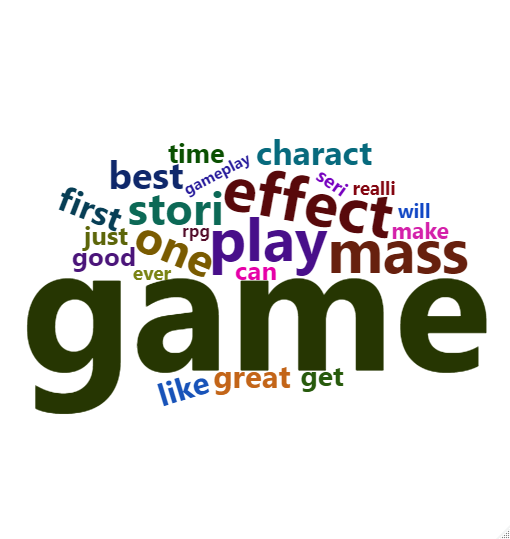 time
gameplay
charact
best
effect
seri
realli
first
stori
will
just
one
rpg
play
make
good
ever
can
mass
game
like
great
get